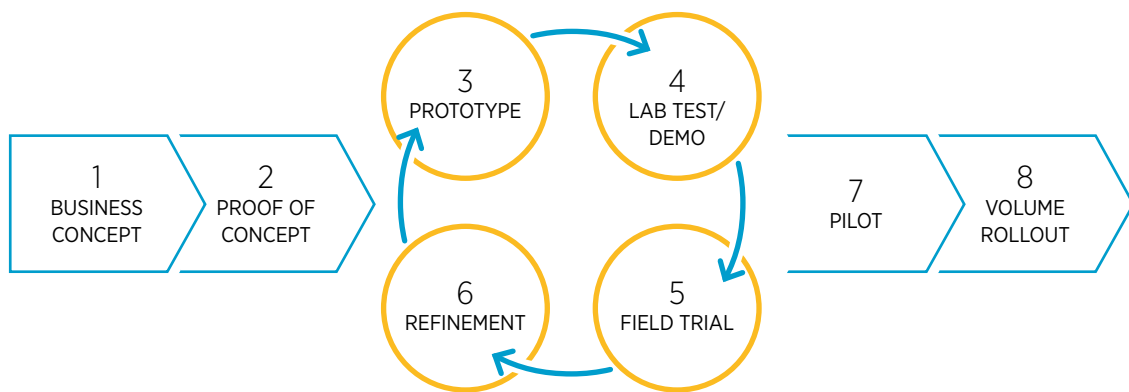 1
BUSINESS
CONCEPT
2
PROOF OF
CONCEPT
3
PROTOTYPE
4
LAB TEST/
DEMO
5
FIELD TRIAL
6
REFINEMENT
7
PILOT
8
VOLUME
ROLLOUT